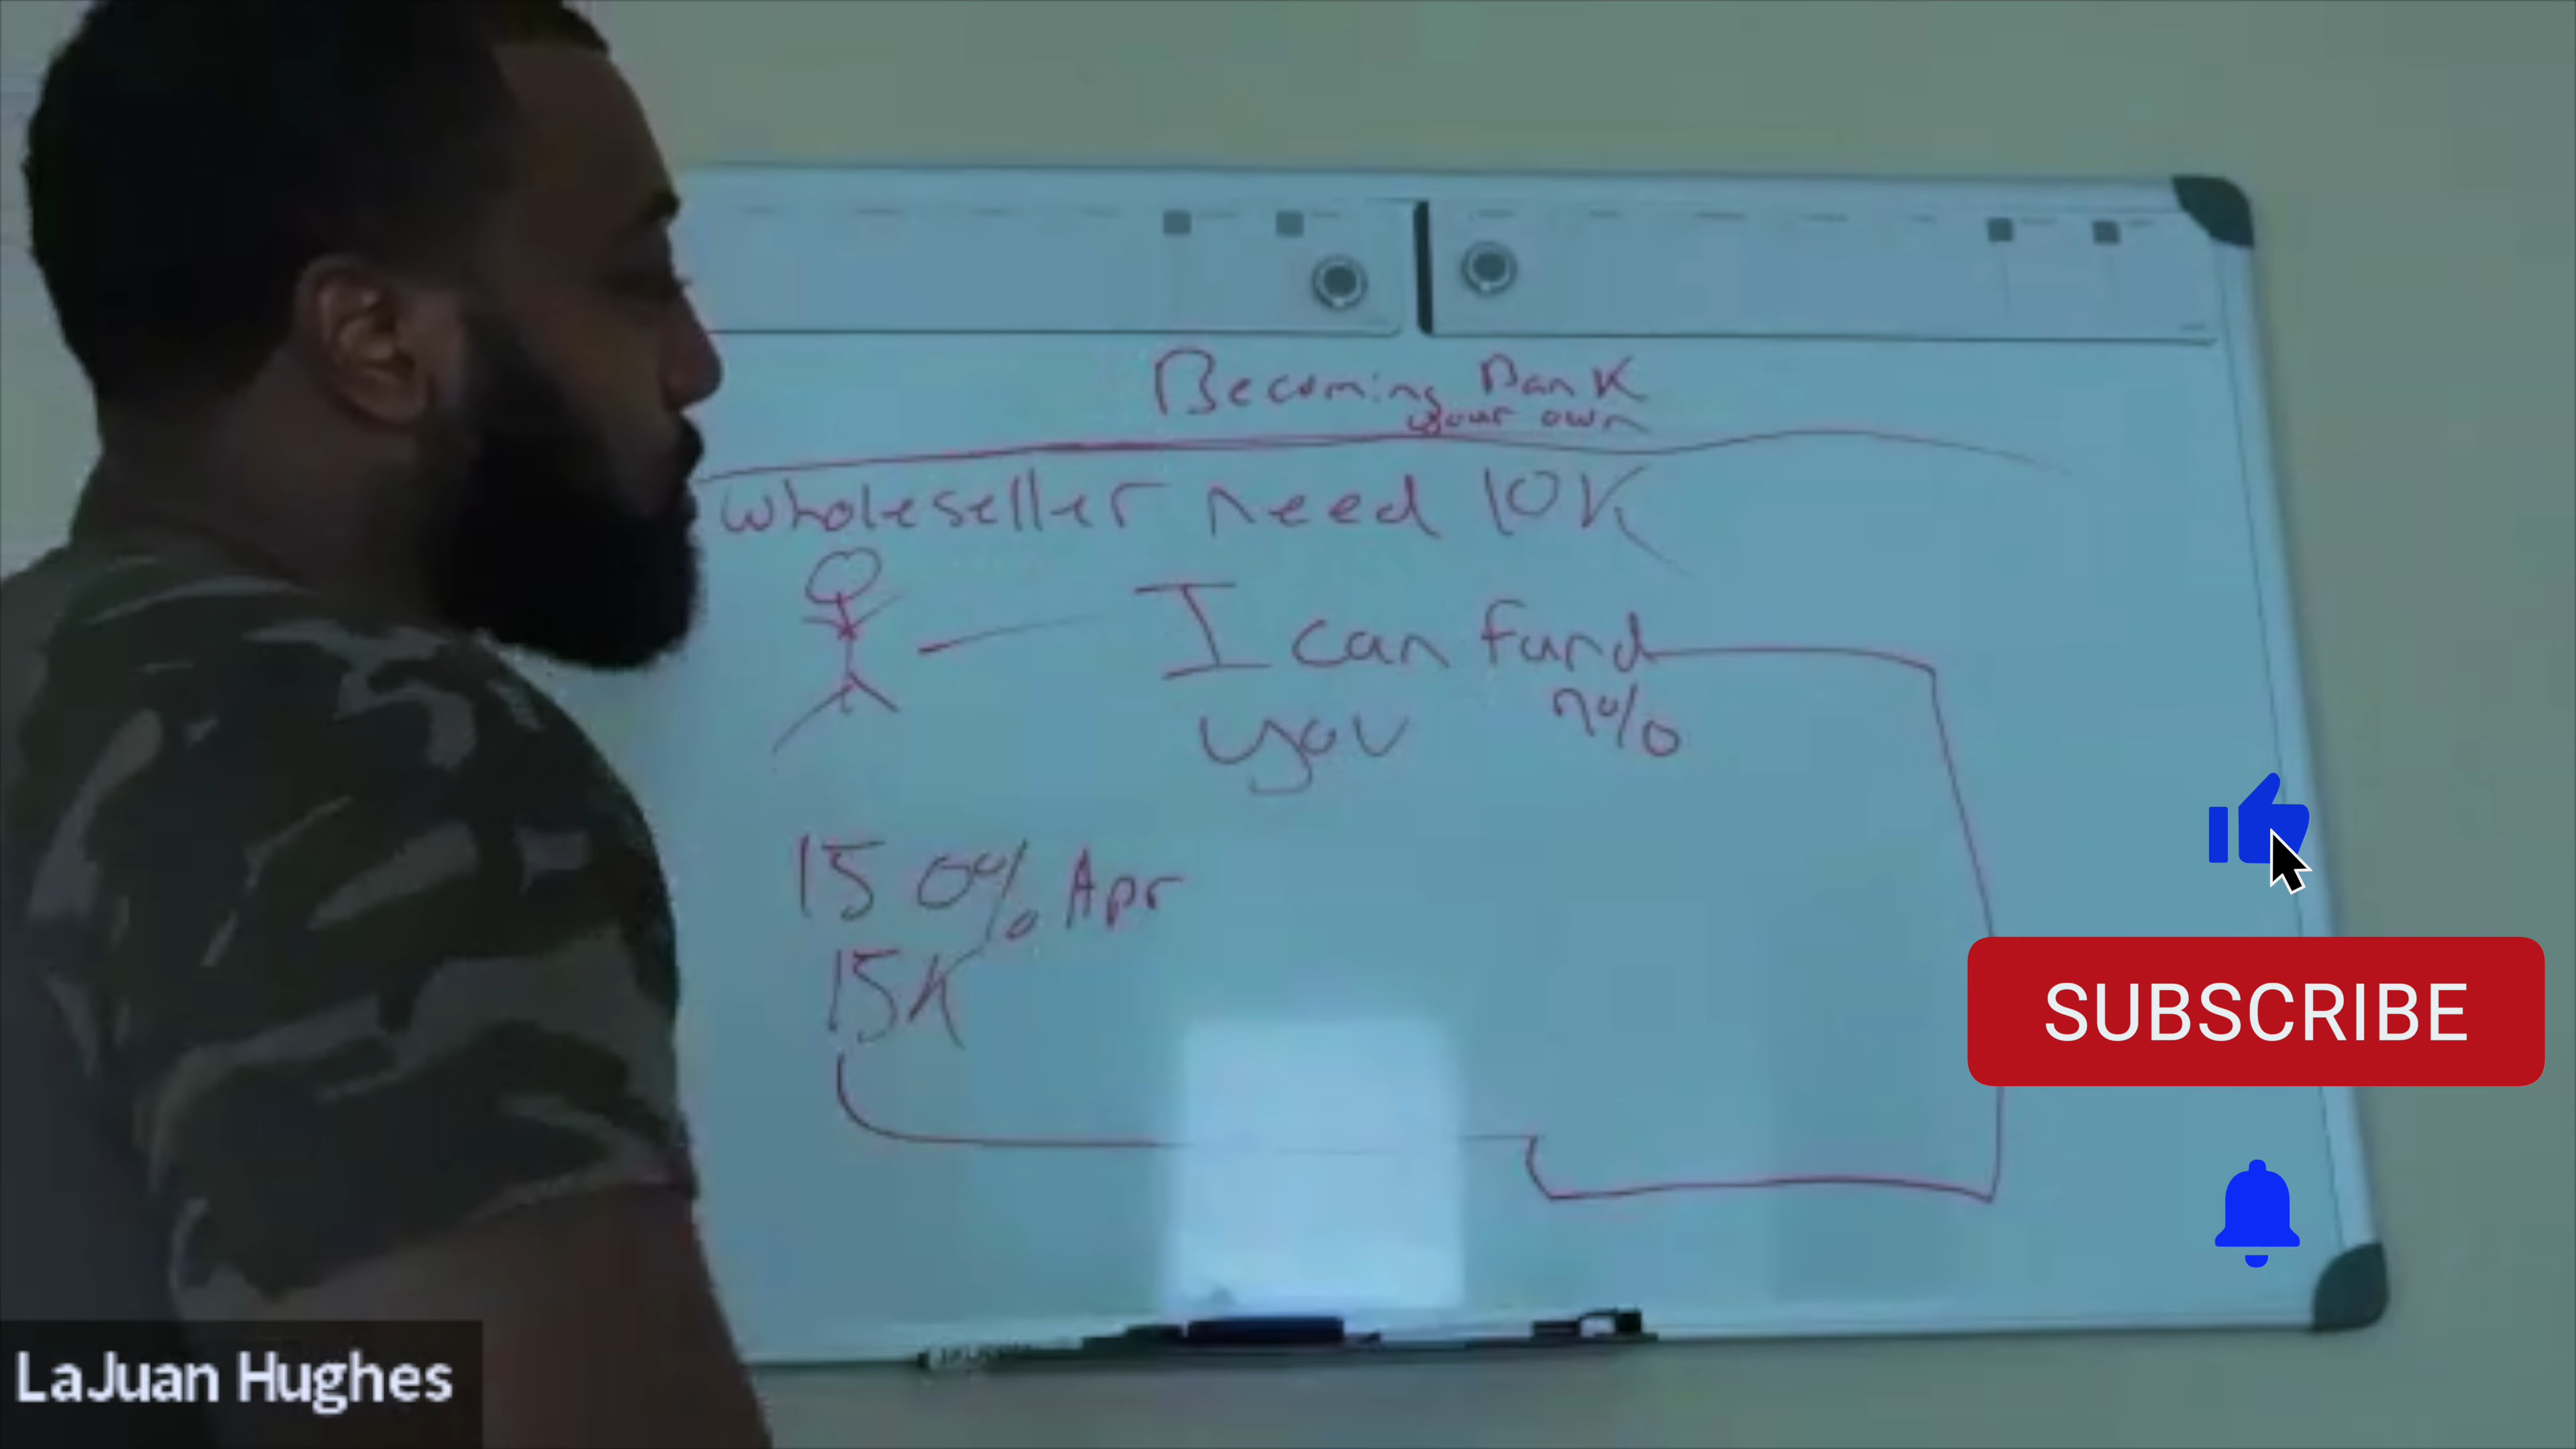 Becoming Bank
your own
wholeseller need 10K
I can fund
you
15 0% Apr
15K
SUBSCRIBE
LaJuan Hughes